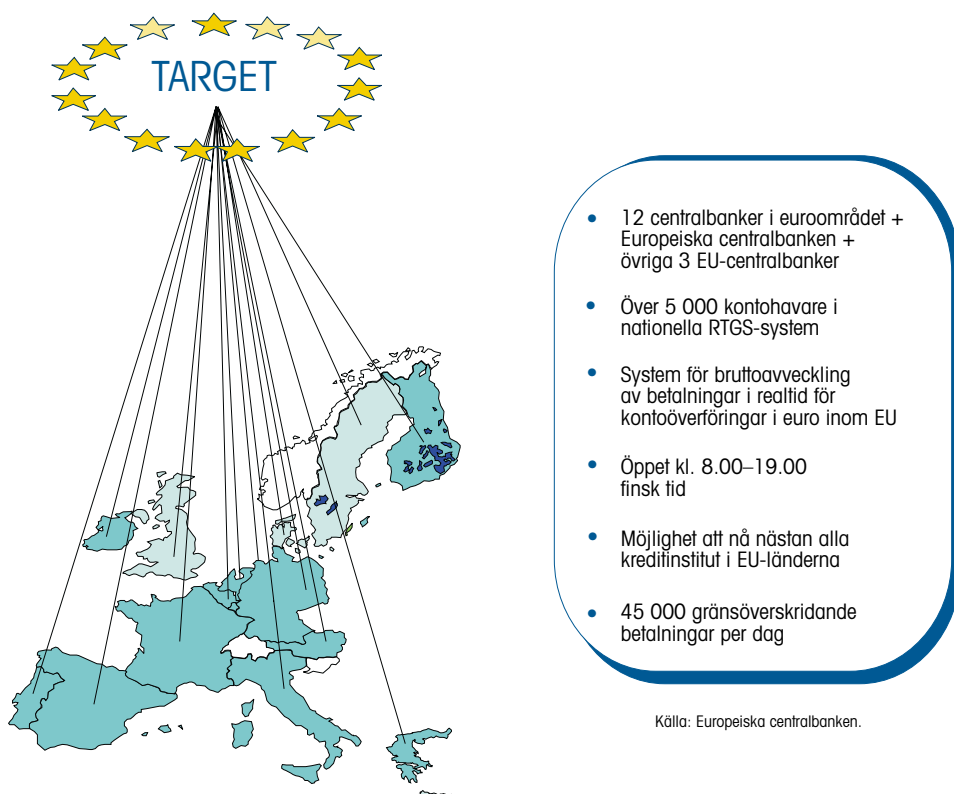 TARGET
• 12 centralbanker i euroområdet +
Europeiska centralbanken +
övriga 3 EU-centralbanker
• Över 5 000 kontohavare i
nationella RTGS-system
• System för bruttoavveckling
av betalningar i realtid för
kontoöverföringar i euro inom EU
• Öppet kl. 8.00–19.00
finsk tid
• Möjlighet att nå nästan alla
kreditinstitut i EU-länderna
• 45 000 gränsöverskridande
betalningar per dag
Källa: Europeiska centralbanken.